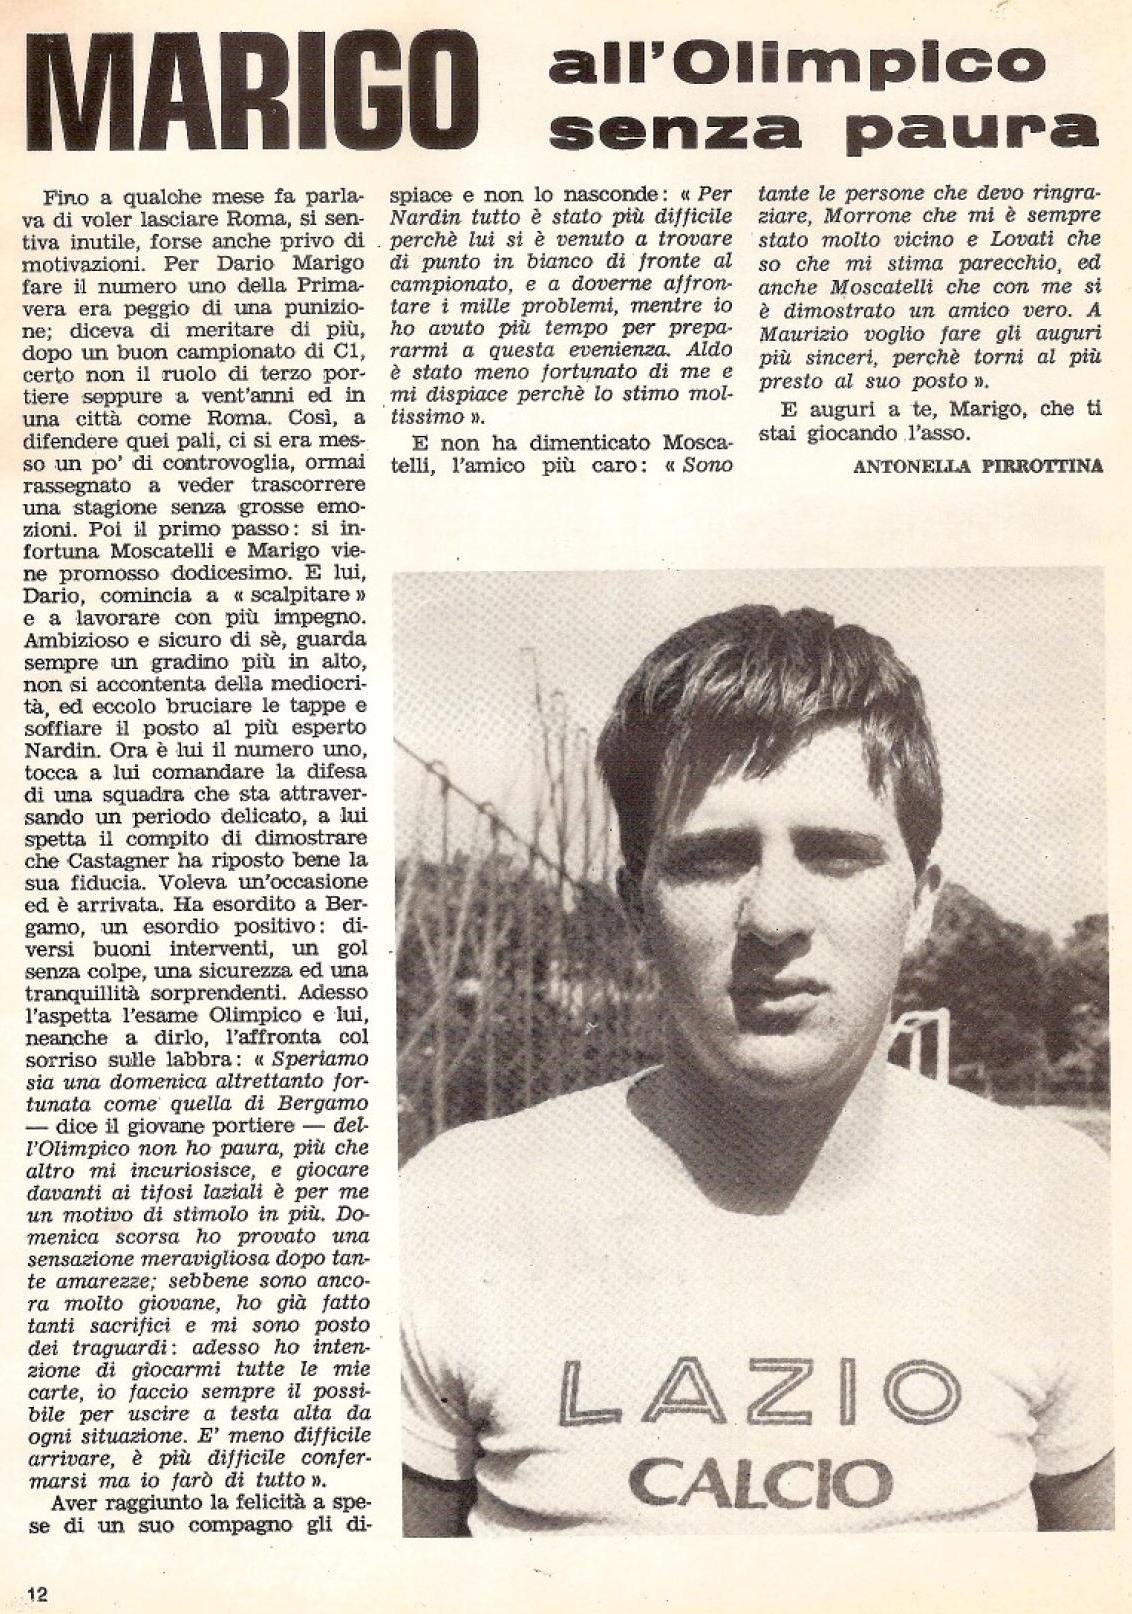 MARIGO
all'Olimpico
senza paura
Fino a qualche mese fa parla-
va di voler lasciare Roma, si sen-
tiva inutile, forse anche privo di
motivazioni. Per Dario Marigo
fare il numero uno della Prima-
vera era peggio di una punizio-
ne; diceva di meritare di più,
dopo un buon campionato di C1,
certo non il ruolo di terzo por-
tiere seppure a vent'anni ed in
una città come Roma. Così, a
difendere quei pali, ci si era mes-
so un po' di controvoglia, ormai
rassegnato a veder trascorrere
una stagione senza grosse emo-
zioni. Poi il primo passo: si in-
fortuna Moscatelli e Marigo vie-
ne promosso dodicesimo. E lui,
Dario, comincia a « scalpitare »
e a lavorare con più impegno.
Ambizioso e sicuro di sè, guarda
sempre un gradino più in alto,
non si accontenta della mediocri-
tà, ed eccolo bruciare le tappe e
soffiare il posto al più esperto
Nardin. Ora è lui il numero uno,
tocca a lui comandare la difesa
di una squadra che sta attraver-
sando un periodo delicato, a lui
spetta il compito di dimostrare
che Castagner ha riposto bene la
sua fiducia. Voleva un'occasione
ed è arrivata. Ha esordito a Ber-
gamo, un esordio positivo: di-
versi buoni interventi, un gol
senza colpe, una sicurezza ed una
tranquillità sorprendenti. Adesso
l'aspetta l'esame Olimpico e lui,
neanche a dirlo, l'affronta col
sorriso sulle labbra: « Speriamo
sia una domenica altrettanto for-
tunata come quella di Bergamo
— dice il giovane portiere — del-
l'Olimpico non ho paura, più che
altro mi incuriosisce, e giocare
davanti ai tifosi laziali è per me
un motivo di stimolo in più. Do-
menica scorsa ho provato una
sensazione meravigliosa dopo tan-
te amarezze; sebbene sono anco-
ra molto giovane, ho già fatto
tanti sacrifici e mi sono posto
dei traguardi: adesso ho inten-
zione di giocarmi tutte le mie
carte, io faccio sempre il possi-
bile per uscire a testa alta da
ogni situazione. E' meno difficile
arrivare, è più difficile confer-
marsi ma io farò di tutto ».
Aver raggiunto la felicità a spe-
se di un suo compagno gli di-
spiace e non lo nasconde: « Per
Nardin tutto è stato più difficile
perchè lui si è venuto a trovare
di punto in bianco di fronte al
campionato, e a doverne affron-
tare i mille problemi, mentre io
ho avuto più tempo per prepa-
rarmi a questa evenienza. Aldo
è stato meno fortunato di me e
mi dispiace perchè lo stimo mol-
tissimo ».
E non ha dimenticato Mosca-
telli, l'amico più caro: « Sono
tante le persone che devo ringra-
ziare, Morrone che mi è sempre
stato molto vicino e Lovati che
so che mi stima parecchio, ed
anche Moscatelli che con me si
è dimostrato un amico vero. A
Maurizio voglio fare gli auguri
più sinceri, perchè torni al più
presto al suo posto ».
E auguri a te, Marigo, che ti
stai giocando l'asso.
ANTONELLA PIRROTTINA
LAZIO
CALCIO
12